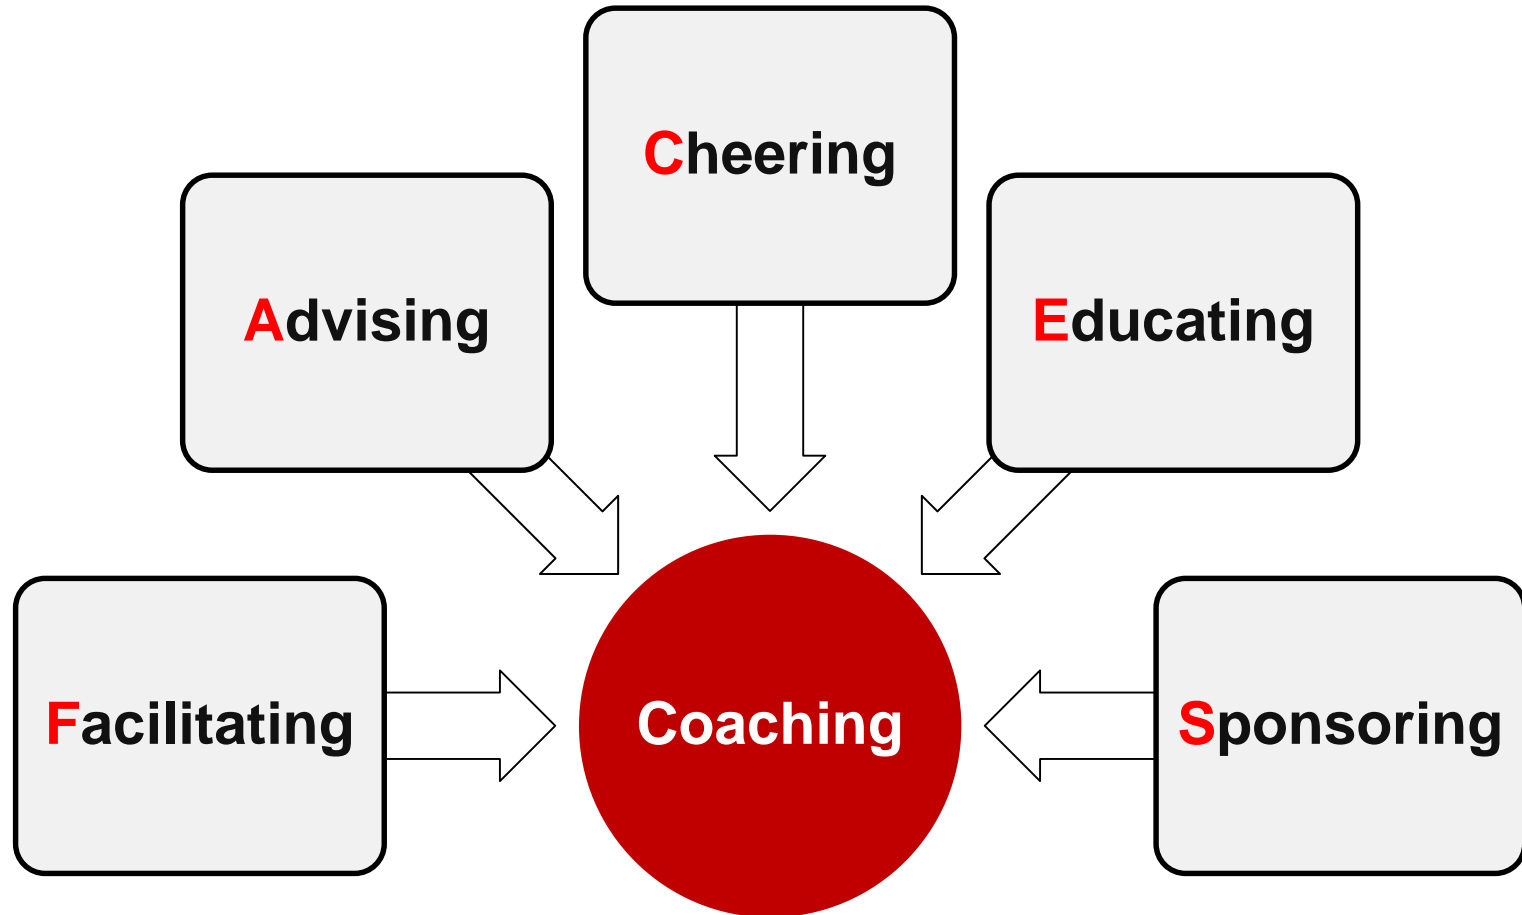 Facilitating
Advising
Cheering
Educating
Sponsoring
Coaching